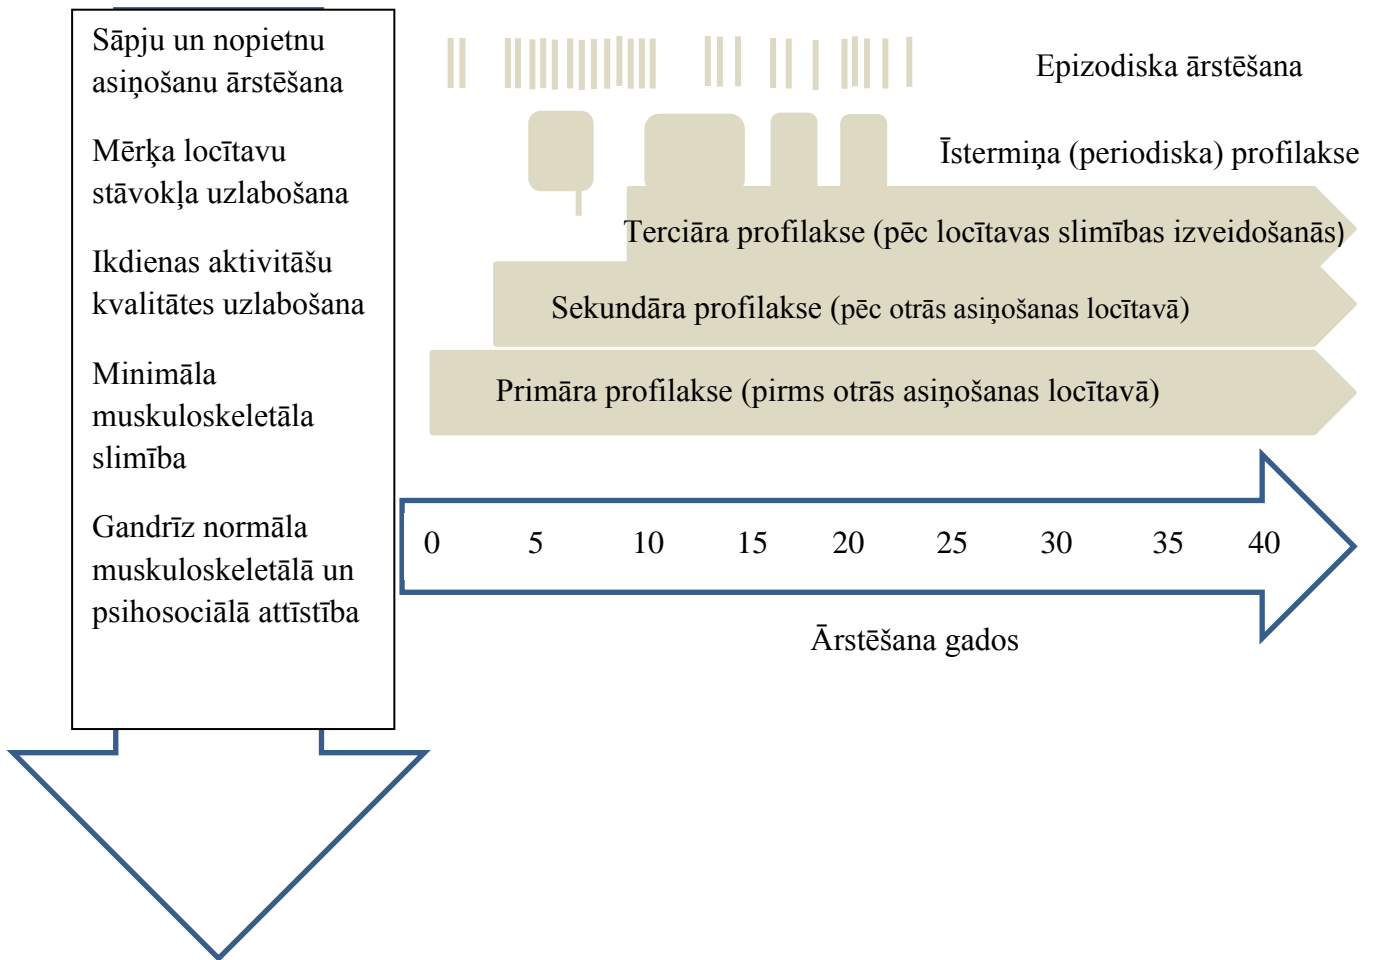 Sāpju un nopietnu
asiņošanu ārstēšana
Mērķa locītavu
stāvokļa uzlabošana
Ikdienas aktivitāšu
kvalitātes uzlabošana
Minimāla
muskuloskeletāla
slimība
Gandrīz normāla
muskuloskeletālā un
psihosociālā attīstība
Epizodiska ārstēšana
Īstermiņa (periodiska) profilakse
Terciāra profilakse (pēc locītavas slimības izveidošanās)
Sekundāra profilakse (pēc otrās asiņošanas locītavā)
Primāra profilakse (pirms otrās asiņošanas locītavā)
0 5 10 15 20 25 30 35 40
Ārstēšana gados